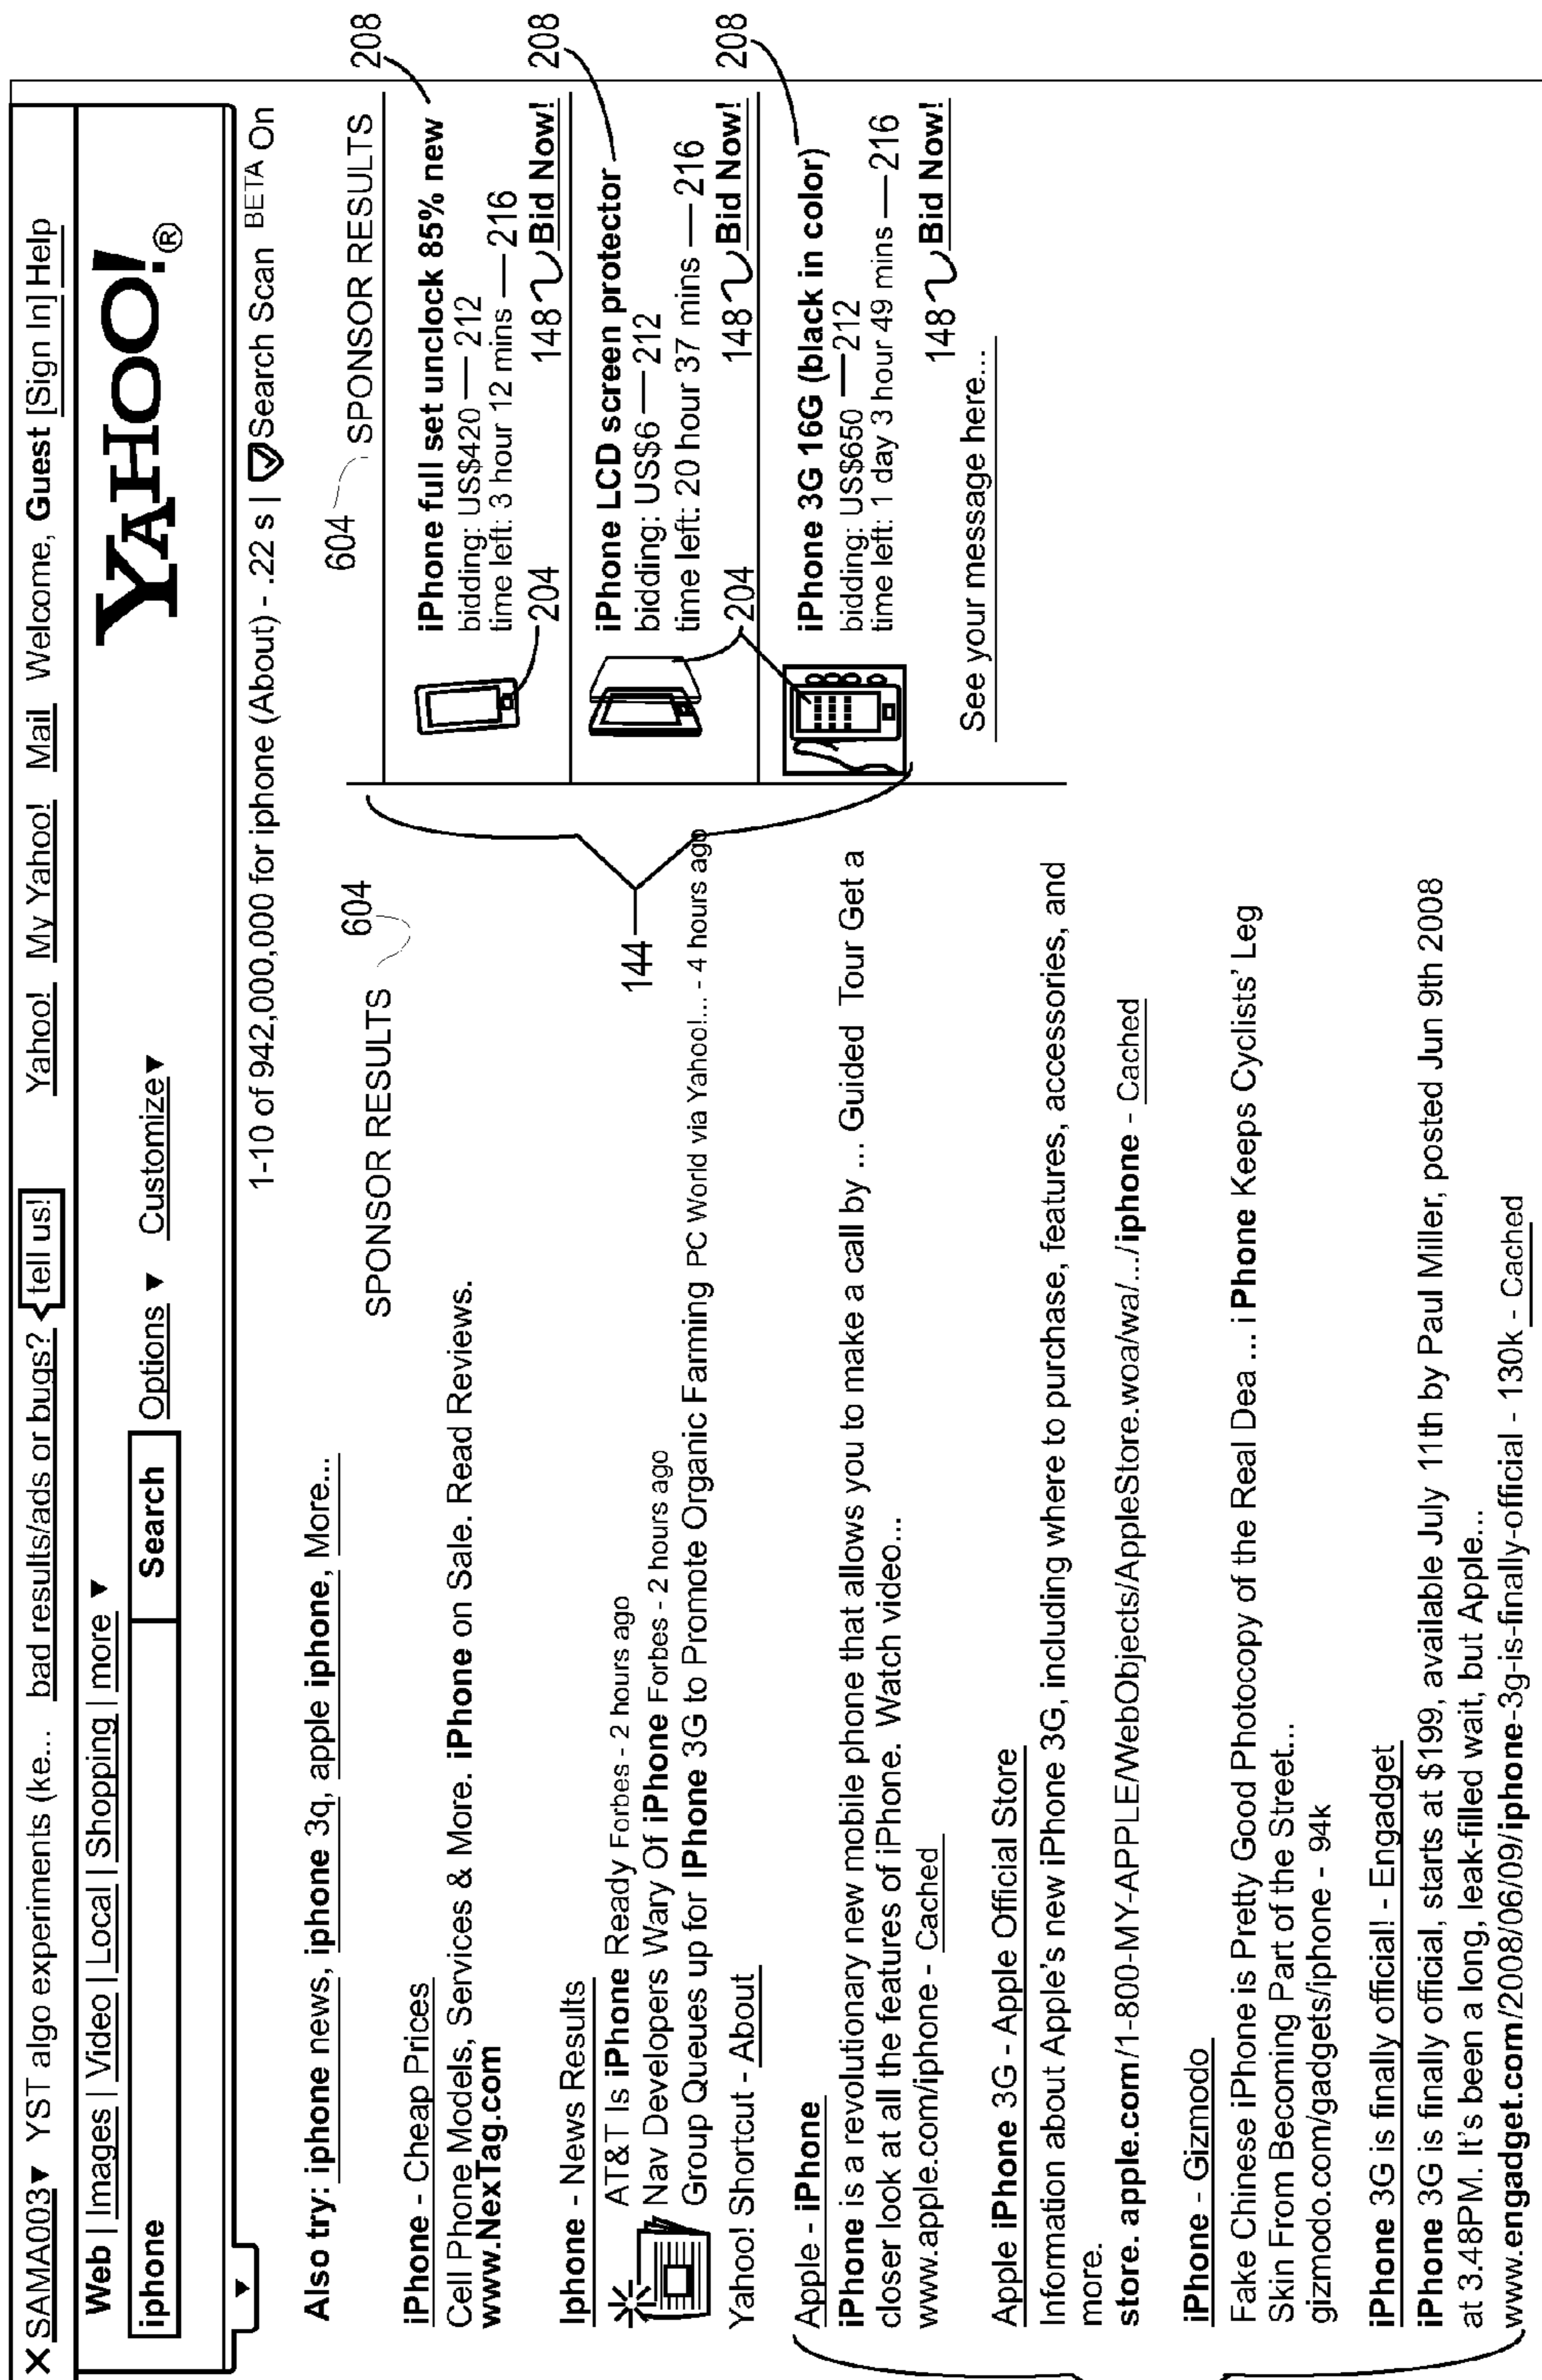 X SAMA003▼ YST algo experiments (ke... bad results/ads or bugs? tell us! Yahoo! My Yahoo! Mail Welcome, Guest [Sign In] Help
Web | Images | Video | Local | Shopping | more ▼
iphone Search Options ▼ Customize▼
YAHOO!®
1-10 of 942,000,000 for iphone (About) - .22 s | Search Scan BETA On
Also try: iphone news, iphone 3q, apple iphone, More...
SPONSOR RESULTS 604
iPhone - Cheap Prices
Cell Phone Models, Services & More. iPhone on Sale. Read Reviews.
www.NexTag.com
Iphone - News Results
AT&T Is iPhone Ready Forbes - 2 hours ago
Nav Developers Wary Of iPhone Forbes - 2 hours ago
Group Queues up for IPhone 3G to Promote Organic Farming PC World via Yahoo!... - 4 hours ago
Yahoo! Shortcut - About
144
Apple - iPhone
iPhone is a revolutionary new mobile phone that allows you to make a call by ... Guided Tour Get a
closer look at all the features of iPhone. Watch video...
www.apple.com/iphone - Cached
Apple iPhone 3G - Apple Official Store
Information about Apple's new iPhone 3G, including where to purchase, features, accessories, and
more.
store. apple.com/1-800-MY-APPLE/WebObjects/AppleStore.woa/wa/.../iphone - Cached
iPhone - Gizmodo
Fake Chinese iPhone is Pretty Good Photocopy of the Real Dea ... i Phone Keeps Cyclists' Leg
Skin From Becoming Part of the Street...
gizmodo.com/gadgets/iphone - 94k
iPhone 3G is finally official! - Engadget
iPhone 3G is finally official, starts at $199, available July 11th by Paul Miller, posted Jun 9th 2008
at 3.48PM. It's been a long, leak-filled wait, but Apple...
www.engadget.com/2008/06/09/iphone-3g-is-finally-official - 130k - Cached
604 SPONSOR RESULTS
iPhone full set unclock 85% new 208
bidding: US$420 212
time left: 3 hour 12 mins 216
204 148 Bid Now!
iPhone LCD screen protector 208
bidding: US$6 212
time left: 20 hour 37 mins 216
204 148 Bid Now!
iPhone 3G 16G (black in color) 208
bidding: US$650 212
time left: 1 day 3 hour 49 mins 216
148 Bid Now!
See your message here...